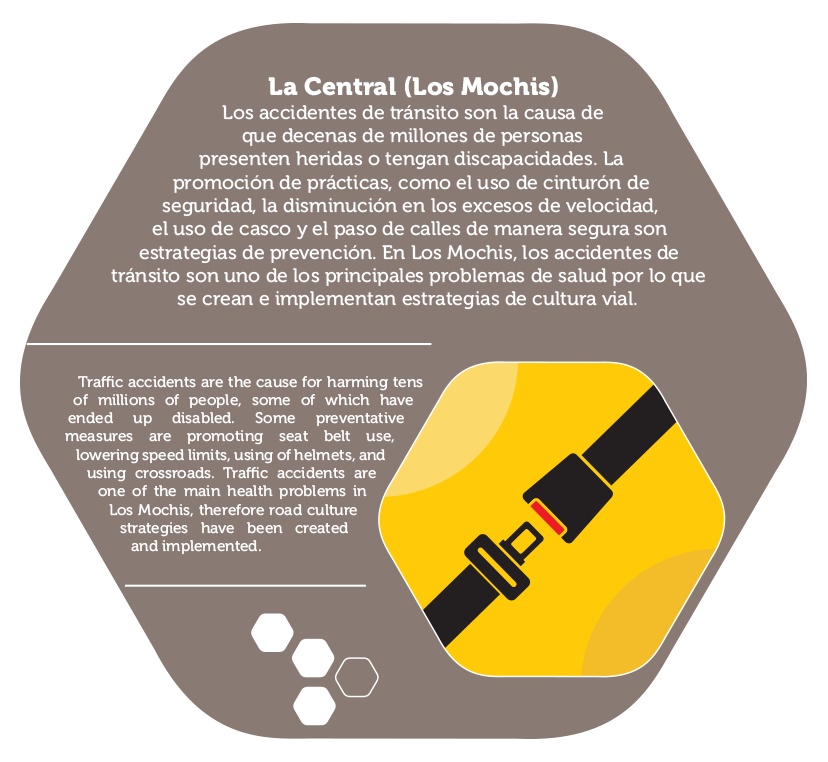 La Central (Los Mochis)
Los accidentes de tránsito son la causa de
que decenas de millones de personas
presenten heridas o tengan discapacidades. La
promoción de prácticas, como el uso de cinturón de
seguridad, la disminución en los excesos de velocidad,
el uso de casco y el paso de calles de manera segura son
estrategias de prevención. En Los Mochis, los accidentes de
tránsito son uno de los principales problemas de salud por lo que
se crean e implementan estrategias de cultura vial.
Traffic accidents are the cause for harming tens
of millions of people, some of which have
ended up disabled. Some preventative
measures are promoting seat belt use,
lowering speed limits, using of helmets, and
using crossroads. Traffic accidents are
one of the main health problems in
Los Mochis, therefore road culture
strategies have been created
and implemented.